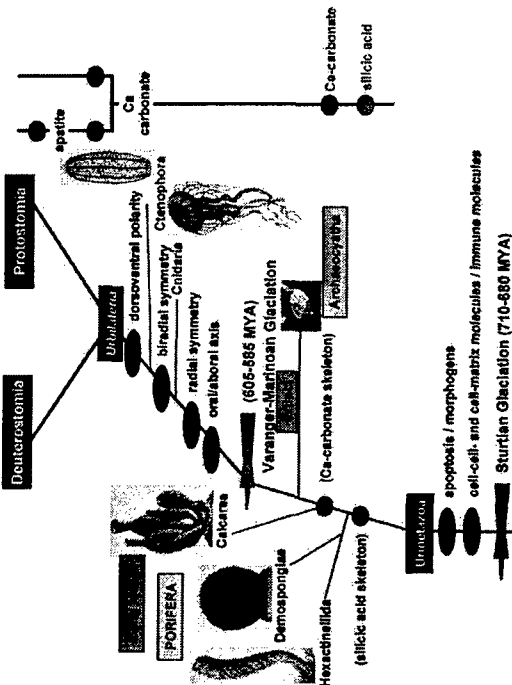 Deuterostomia
Protostomia
Urbilateria
apatite
Ca
carbonate
Ca-carbonate
silicic acid
dorsoventral polarity
Ctenophora
biradial symmetry
Cnidaria
radial symmetry
oral/aboral axis
(605-585 MYA)
Varanger-Marinoan Glaciation
Archaeocyatha
(Ca-carbonate skeleton)
Calcarea
PORIFERA
Demospongiae
Hexactinellida
(silicic acid skeleton)
Urmetazoa
apoptosis / morphogens
cell-cell- and cell-matrix molecules / immune molecules
Sturtian Glaciation (710-680 MYA)